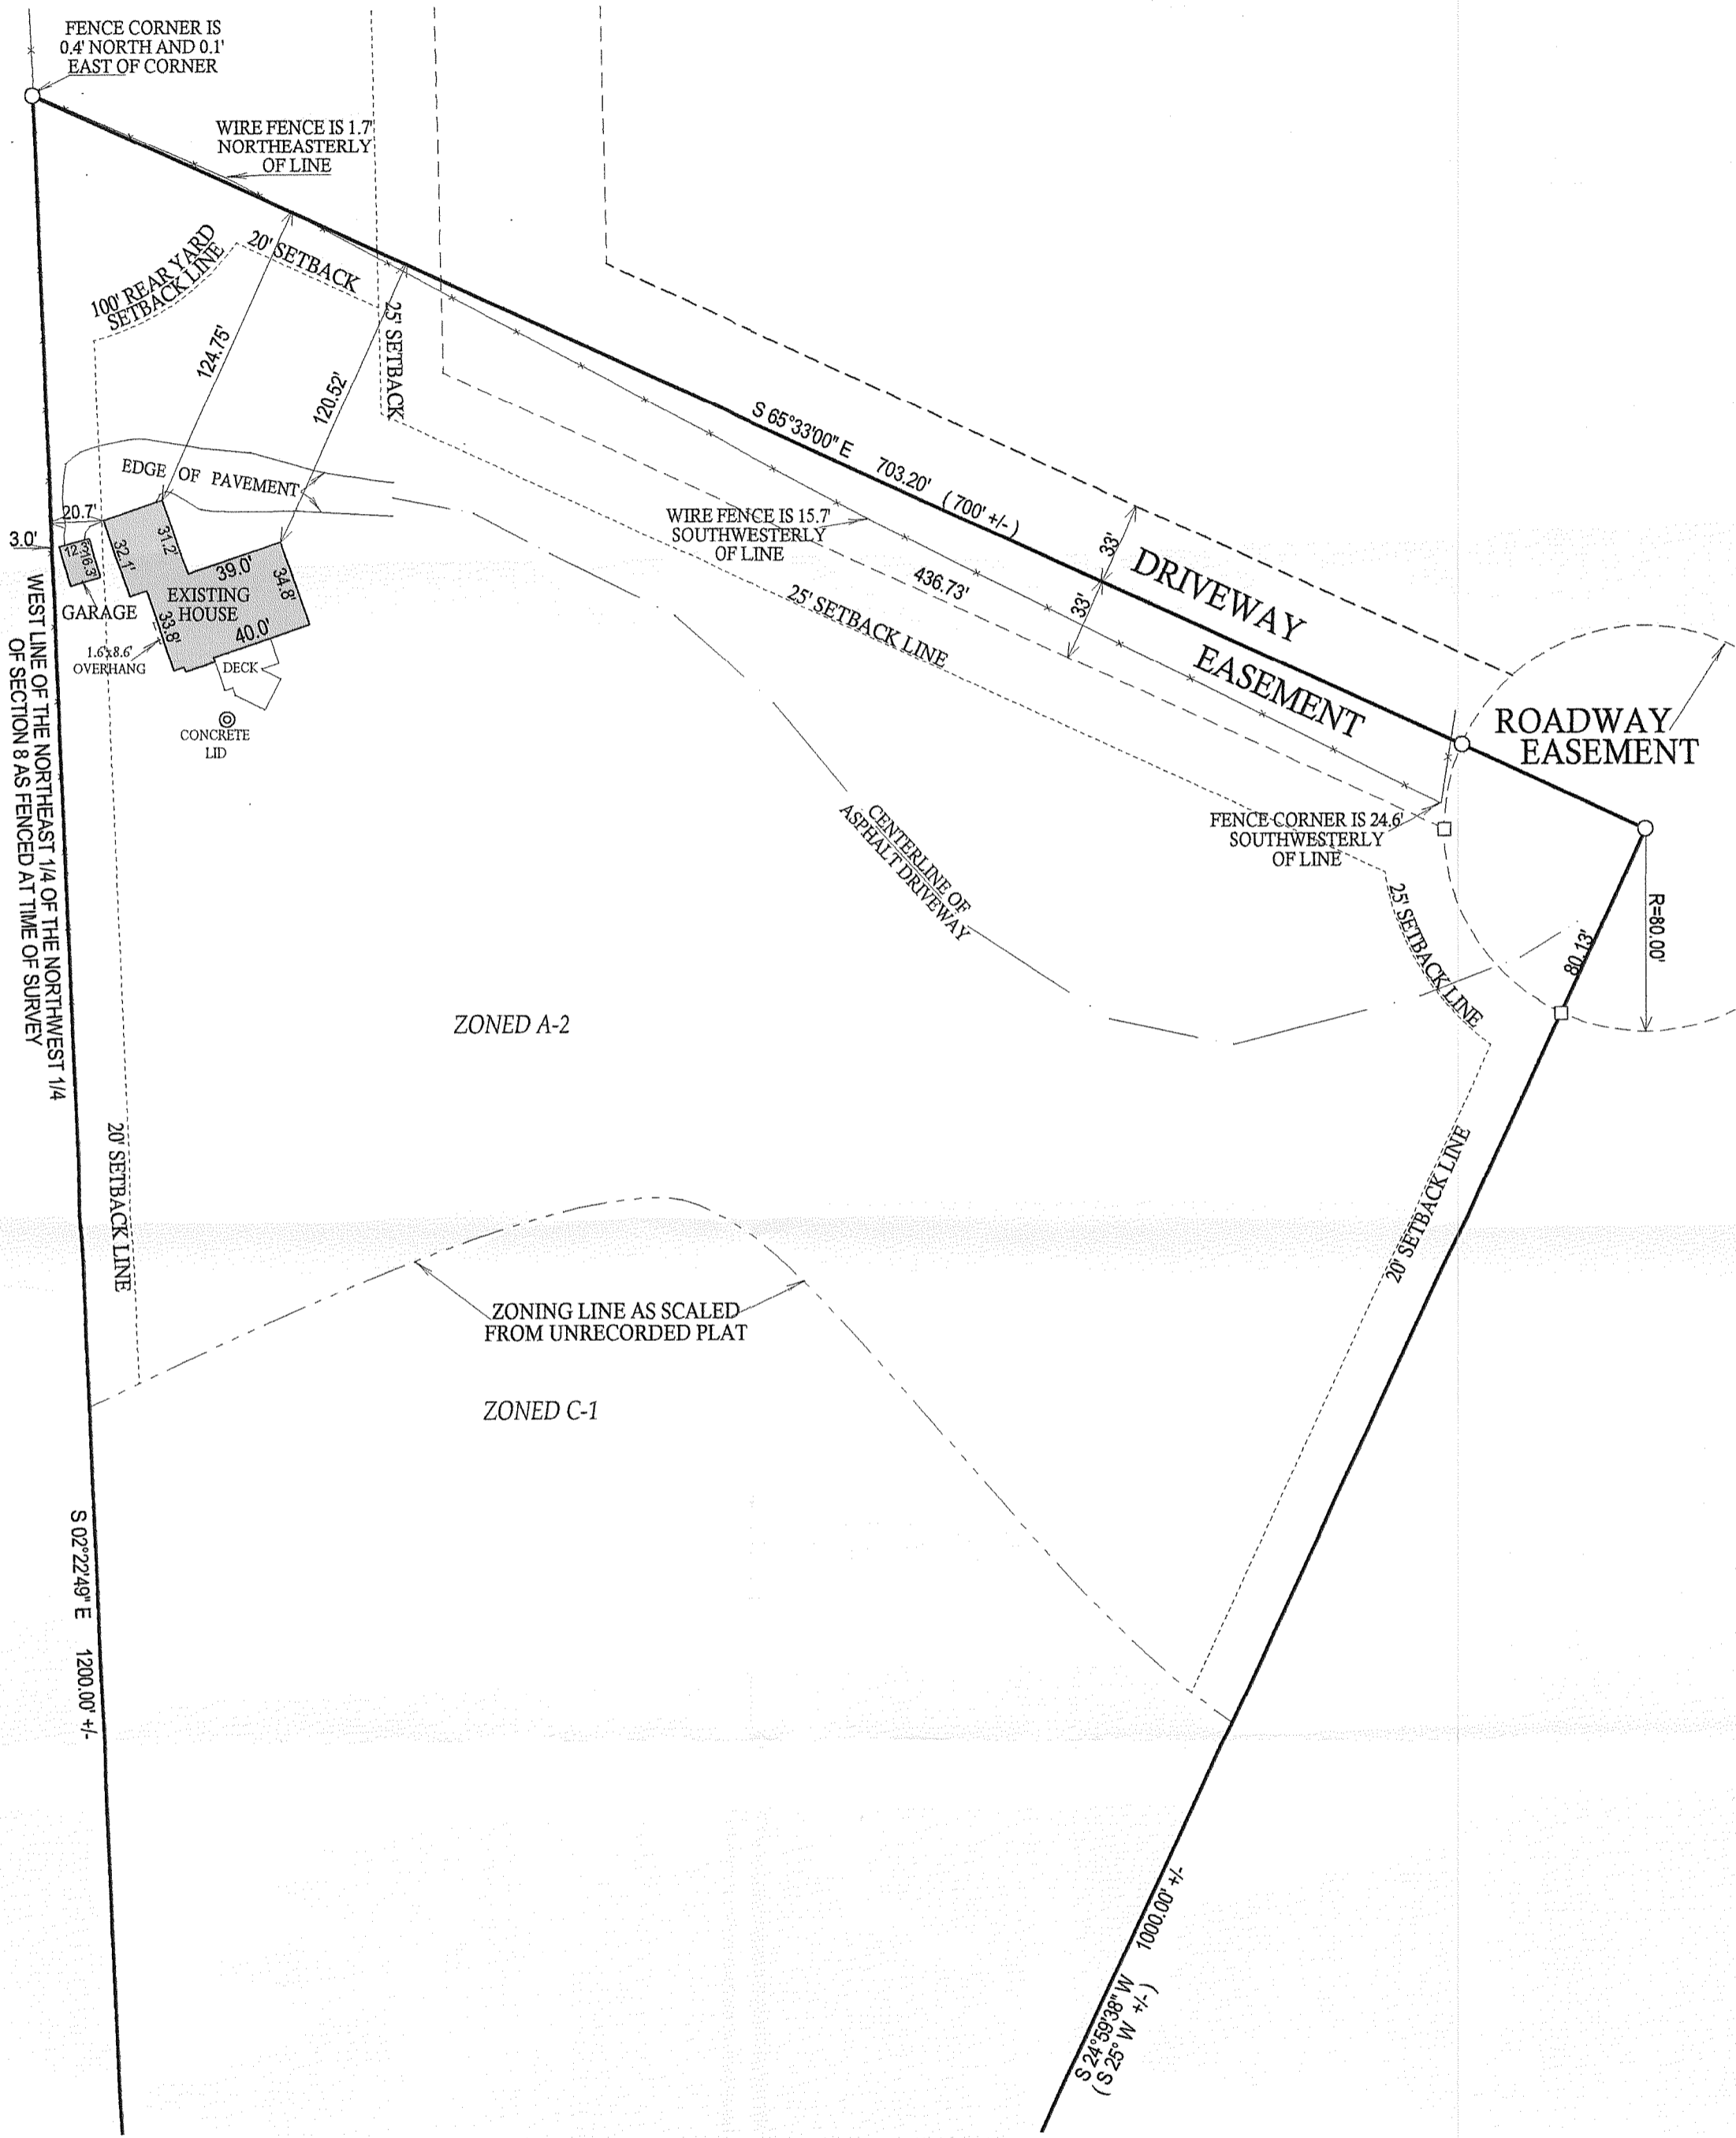 FENCE CORNER IS
0.4' NORTH AND 0.1'
EAST OF CORNER
WIRE FENCE IS 1.7'
NORTHEASTERLY
OF LINE
100' REAR YARD
SETBACK LINE
20' SETBACK
25' SETBACK
124.75'
120.52'
S 65°33'00" E 703.20' ( 700' +/- )
WIRE FENCE IS 15.7'
SOUTHWESTERLY
OF LINE
436.73'
25' SETBACK LINE
33'
33'
DRIVEWAY
EASEMENT
ROADWAY
EASEMENT
FENCE CORNER IS 24.6'
SOUTHWESTERLY
OF LINE
R=80.00'
80.13'
25' SETBACK LINE
EDGE OF PAVEMENT
20.7'
3.0'
16.3'
GARAGE
32.1'
31.2'
39.0'
34.8'
EXISTING
HOUSE
33.8'
40.0'
1.6'x8.6'
OVERHANG
DECK
CONCRETE
LID
WEST LINE OF THE NORTHEAST 1/4 OF THE NORTHWEST 1/4
OF SECTION 8 AS FENCED AT TIME OF SURVEY
CENTERLINE OF
ASPHALT DRIVEWAY
ZONED A-2
20' SETBACK LINE
20' SETBACK LINE
ZONING LINE AS SCALED
FROM UNRECORDED PLAT
ZONED C-1
S 02°22'49" E 1200.00' +/-
1000.00' +/-
S 24°59'38" W
( S 25° W +/- )